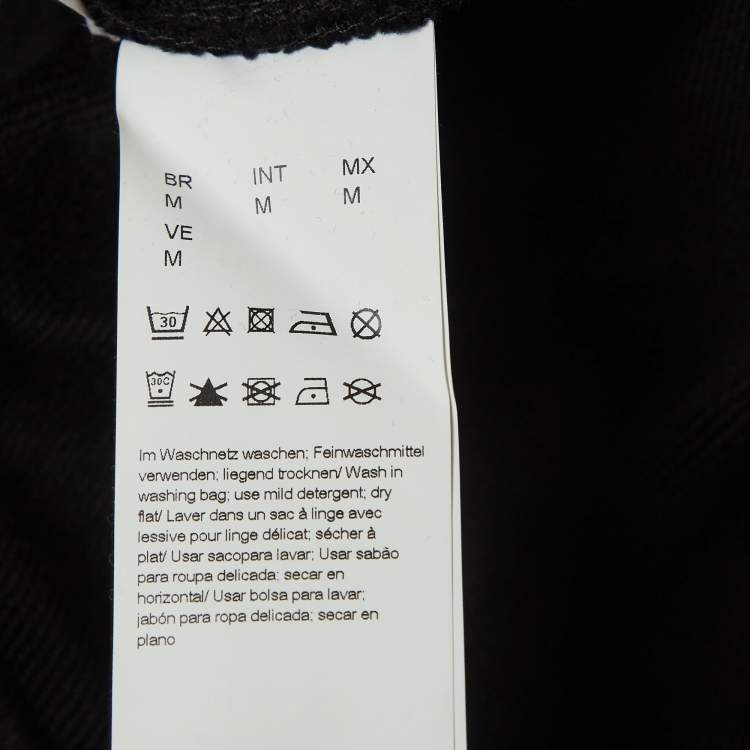 BR INT MX
M M M
VE
M
30
30C
Im Waschnetz waschen; Feinwaschmittel
verwenden; liegend trocknen/ Wash in
washing bag; use mild detergent; dry
flat/ Laver dans un sac à linge avec
lessive pour linge délicat; sécher à
plat/ Usar sacopara lavar; Usar sabão
para roupa delicada; secar en
horizontal/ Usar bolsa para lavar;
jabón para ropa delicada; secar en
plano